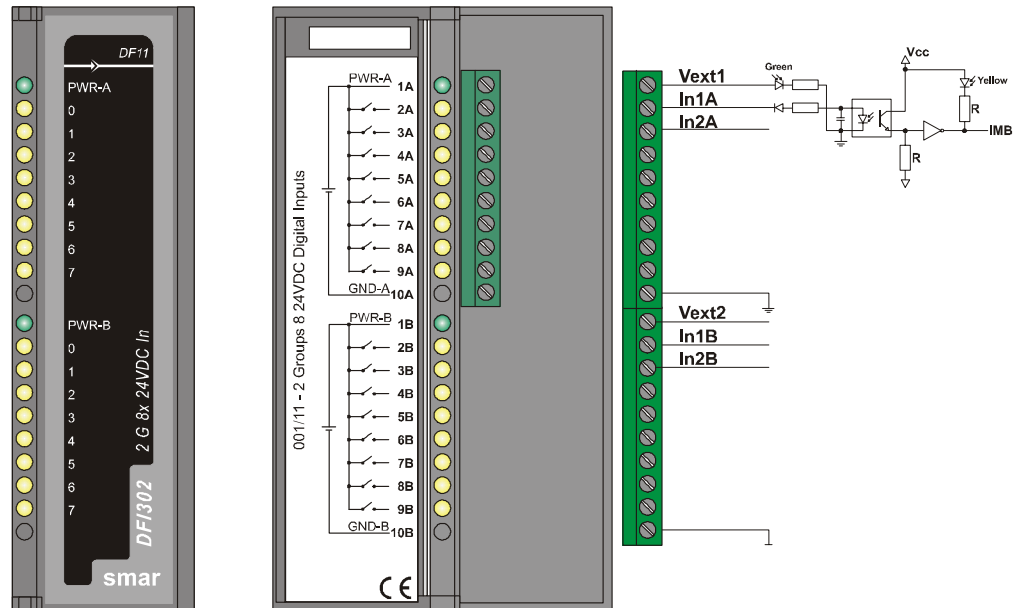 DF11
PWR-A
0
1
2
3
4
5
6
7
PWR-B
0
1
2
3
4
5
6
7
2 G 8x 24VDC In
DFI302
smar
001/11 - 2 Groups 8 24VDC Digital Inputs
PWR-A
1A
2A
3A
4A
5A
6A
7A
8A
9A
GND-A
10A
PWR-B
1B
2B
3B
4B
5B
6B
7B
8B
9B
GND-B
10B
CE
Vext1
In1A
In2A
Vext2
In1B
In2B
Green
Vcc
Yellow
R
IMB
R